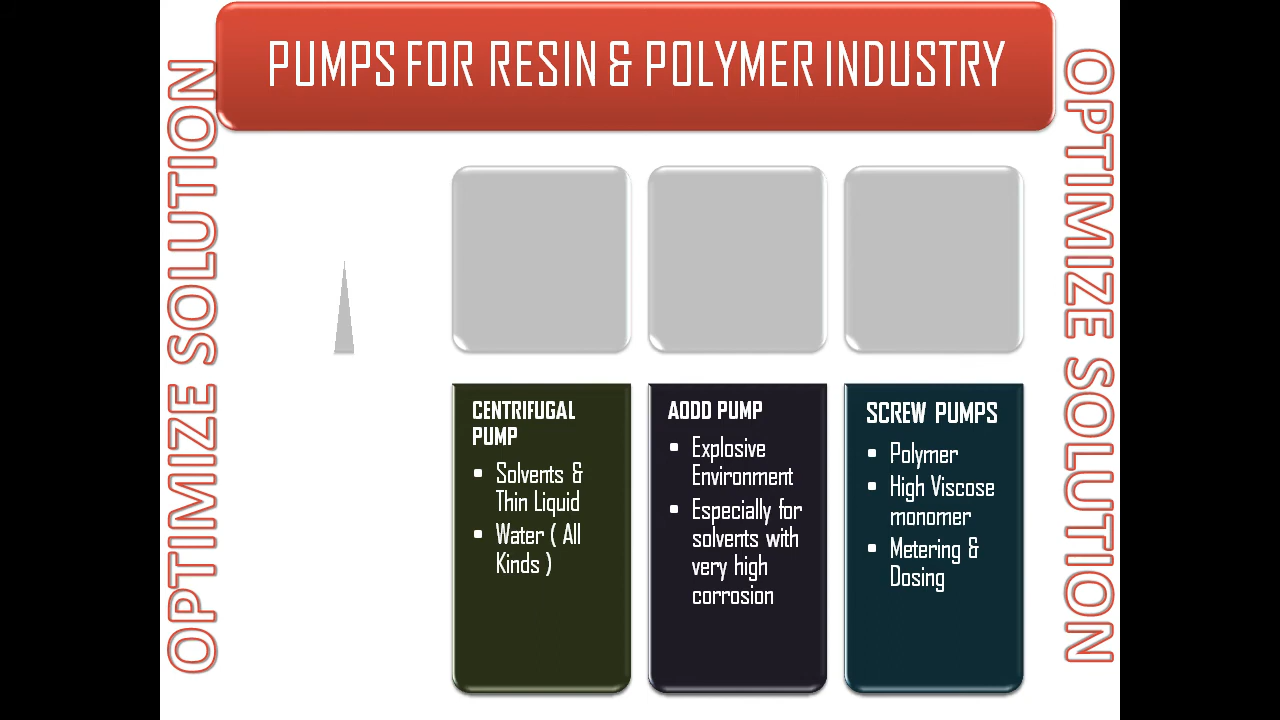 PUMPS FOR RESIN & POLYMER INDUSTRY
OPTIMIZE SOLUTION
CENTRIFUGAL
PUMP
▪ Solvents &
Thin Liquid
▪ Water ( All
Kinds )
AODD PUMP
▪ Explosive
Environment
▪ Especially for
solvents with
very high
corrosion
SCREW PUMPS
▪ Polymer
▪ High Viscose
monomer
▪ Metering &
Dosing
OPTIMIZE SOLUTION